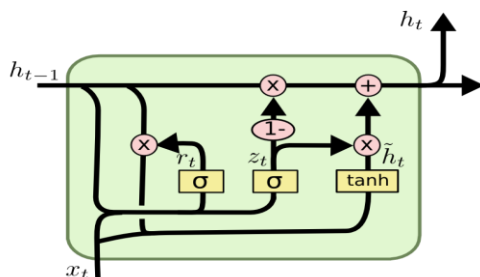 h_t
h_{t-1}
x +
1-
x r_t z_t x h̃_t
σ σ tanh
x_t